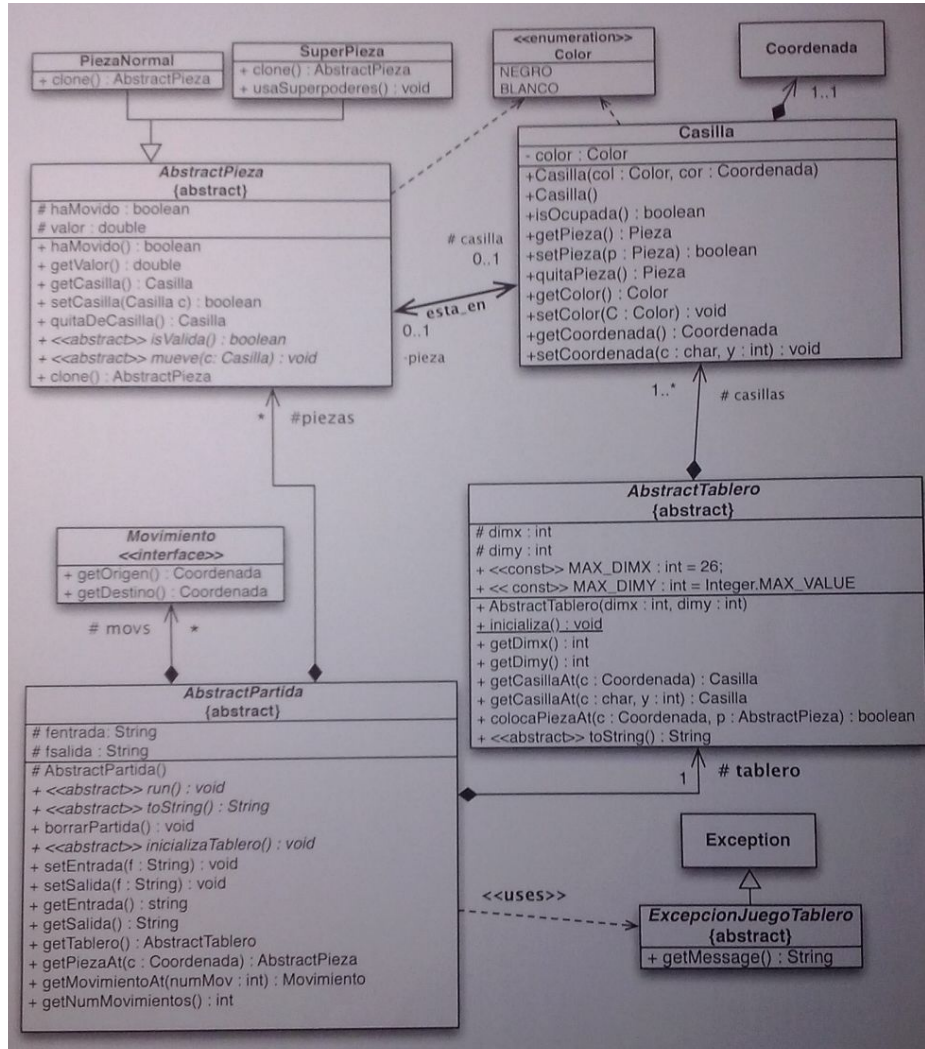 PiezaNormal
+ clone() : AbstractPieza
SuperPieza
+ clone() : AbstractPieza
+ usaSuperpoderes() : void
<<enumeration>>
Color
NEGRO
BLANCO
Coordenada
1..1
AbstractPieza
{abstract}
# haMovido : boolean
# valor : double
+ haMovido() : boolean
+ getValor() : double
+ getCasilla() : Casilla
+ setCasilla(Casilla c) : boolean
+ quitaDeCasilla() : Casilla
+ <<abstract>> isValida() : boolean
+ <<abstract>> mueve(c: Casilla) : void
+ clone() : AbstractPieza
# casilla
0..1
esta_en
0..1
-pieza
Casilla
- color : Color
+Casilla(col : Color, cor : Coordenada)
+Casilla()
+isOcupada() : boolean
+getPieza() : Pieza
+setPieza(p : Pieza) : boolean
+quitaPieza() : Pieza
+getColor() : Color
+setColor(C : Color) : void
+getCoordenada() : Coordenada
+setCoordenada(c : char, y : int) : void
* #piezas
1..* # casillas
Movimiento
<<interface>>
+ getOrigen() : Coordenada
+ getDestino() : Coordenada
# movs *
AbstractTablero
{abstract}
# dimx : int
# dimy : int
+ <<const>> MAX_DIMX : int = 26;
+ << const>> MAX_DIMY : int = Integer.MAX_VALUE
+ AbstractTablero(dimx : int, dimy : int)
+ inicializa() : void
+ getDimx() : int
+ getDimy() : int
+ getCasillaAt(c : Coordenada) : Casilla
+ getCasillaAt(c : char, y : int) : Casilla
+ colocaPiezaAt(c : Coordenada, p : AbstractPieza) : boolean
+ <<abstract>> toString() : String
AbstractPartida
{abstract}
# fentrada: String
# fsalida : String
# AbstractPartida()
+ <<abstract>> run() : void
+ <<abstract>> toString() : String
+ borrarPartida() : void
+ <<abstract>> inicializaTablero() : void
+ setEntrada(f : String) : void
+ setSalida(f : String) : void
+ getEntrada() : string
+ getSalida() : String
+ getTablero() : AbstractTablero
+ getPiezaAt(c : Coordenada) : AbstractPieza
+ getMovimientoAt(numMov : int) : Movimiento
+ getNumMovimientos() : int
1 # tablero
<<uses>>
Exception
ExcepcionJuegoTablero
{abstract}
+ getMessage() : String